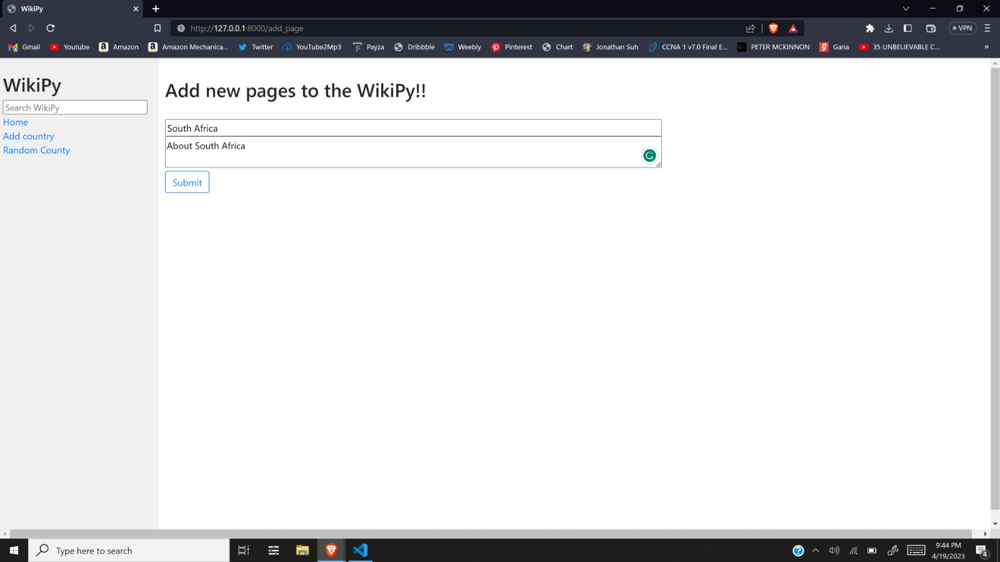 WikiPy
http://127.0.0.1:8000/add_page
VPN
Gmail Youtube Amazon Amazon Mechanica... Twitter YouTube2Mp3 Payza Dribbble Weebly Pinterest Chart Jonathan Suh CCNA 1 v7.0 Final E... PETER MCKINNON Gana 35 UNBELIEVABLE C... »
WikiPy
Search WikiPy
Home
Add country
Random County
Add new pages to the WikiPy!!
South Africa
About South Africa
Submit
Type here to search
9:44 PM
4/19/2023
4